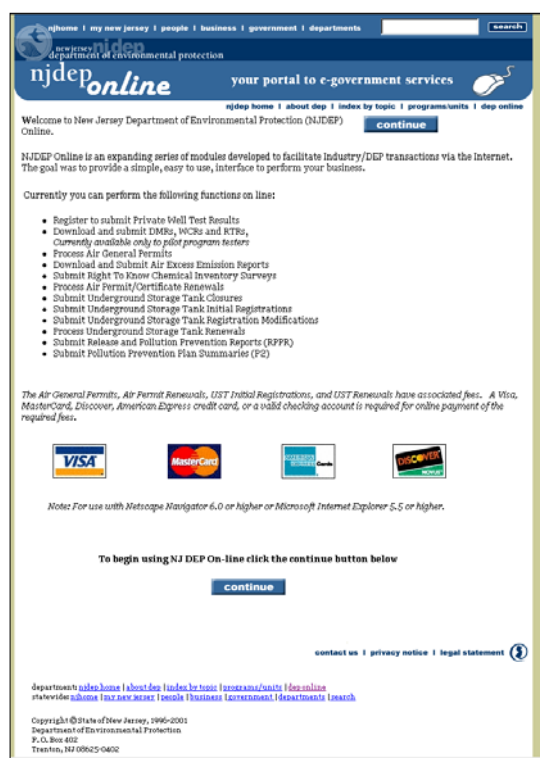 njhome | my new jersey | people | business | government | departments
search
newjersey njdep
department of environmental protection
njdep online
your portal to e-government services
njdep home | about dep | index by topic | programs/units | dep online
Welcome to New Jersey Department of Environmental Protection (NJDEP)
Online.
continue
NJDEP Online is an expanding series of modules developed to facilitate Industry/DEP transactions via the Internet.
The goal was to provide a simple, easy to use, interface to perform your business.
Currently you can perform the following functions on line:
• Register to submit Private Well Test Results
• Download and submit DMRs, WCRs and RTRs,
Currently available only to pilot program testers
• Process Air General Permits
• Download and Submit Air Excess Emission Reports
• Submit Right To Know Chemical Inventory Surveys
• Process Air Permit/Certificate Renewals
• Submit Underground Storage Tank Closures
• Submit Underground Storage Tank Initial Registrations
• Submit Underground Storage Tank Registration Modifications
• Process Underground Storage Tank Renewals
• Submit Release and Pollution Prevention Reports (RPPR)
• Submit Pollution Prevention Plan Summaries (P2)
The Air General Permits, Air Permit Renewals, UST Initial Registrations, and UST Renewals have associated fees. A Visa,
MasterCard, Discover, American Express credit card, or a valid checking account is required for online payment of the
required fees.
VISA
MasterCard
Cards
DISCOVER
NOVUS
Note: For use with Netscape Navigator 6.0 or higher or Microsoft Internet Explorer 5.5 or higher.
To begin using NJ DEP On-line click the continue button below
continue
contact us | privacy notice | legal statement
department: njdep home | about dep | index by topic | programs/units | dep online
statewide: njhome | my new jersey | people | business | government | departments | search
Copyright © State of New Jersey, 1996-2001
Department of Environmental Protection
P. O. Box 402
Trenton, NJ 08625-0402